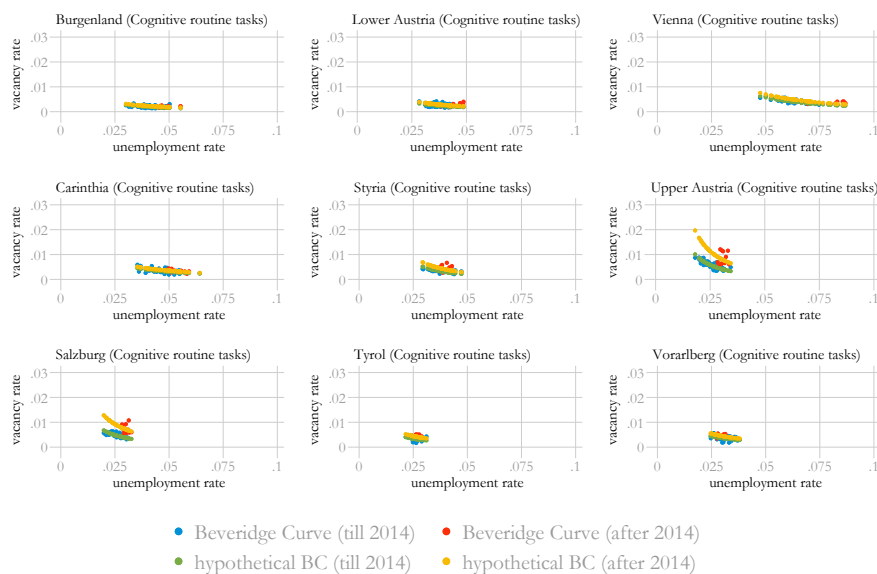 Burgenland (Cognitive routine tasks)
Lower Austria (Cognitive routine tasks)
Vienna (Cognitive routine tasks)
vacancy rate
.03
.02
.01
0
0
.025
.05
.075
.1
unemployment rate
vacancy rate
.03
.02
.01
0
0
.025
.05
.075
.1
unemployment rate
vacancy rate
.03
.02
.01
0
0
.025
.05
.075
.1
unemployment rate
Carinthia (Cognitive routine tasks)
Styria (Cognitive routine tasks)
Upper Austria (Cognitive routine tasks)
vacancy rate
.03
.02
.01
0
0
.025
.05
.075
.1
unemployment rate
vacancy rate
.03
.02
.01
0
0
.025
.05
.075
.1
unemployment rate
vacancy rate
.03
.02
.01
0
0
.025
.05
.075
.1
unemployment rate
Salzburg (Cognitive routine tasks)
Tyrol (Cognitive routine tasks)
Vorarlberg (Cognitive routine tasks)
vacancy rate
.03
.02
.01
0
0
.025
.05
.075
.1
unemployment rate
vacancy rate
.03
.02
.01
0
0
.025
.05
.075
.1
unemployment rate
vacancy rate
.03
.02
.01
0
0
.025
.05
.075
.1
unemployment rate
Beveridge Curve (till 2014)
Beveridge Curve (after 2014)
hypothetical BC (till 2014)
hypothetical BC (after 2014)